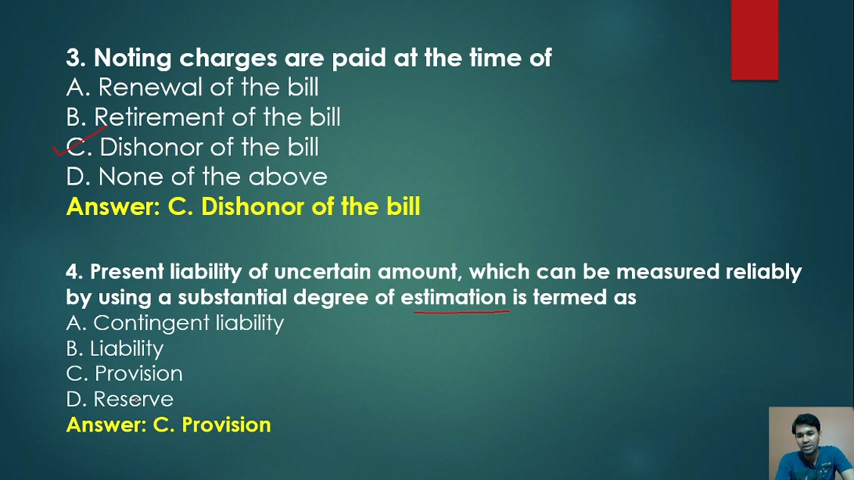 3. Noting charges are paid at the time of
A. Renewal of the bill
B. Retirement of the bill
C. Dishonor of the bill
D. None of the above
Answer: C. Dishonor of the bill
4. Present liability of uncertain amount, which can be measured reliably
by using a substantial degree of estimation is termed as
A. Contingent liability
B. Liability
C. Provision
D. Reserve
Answer: C. Provision